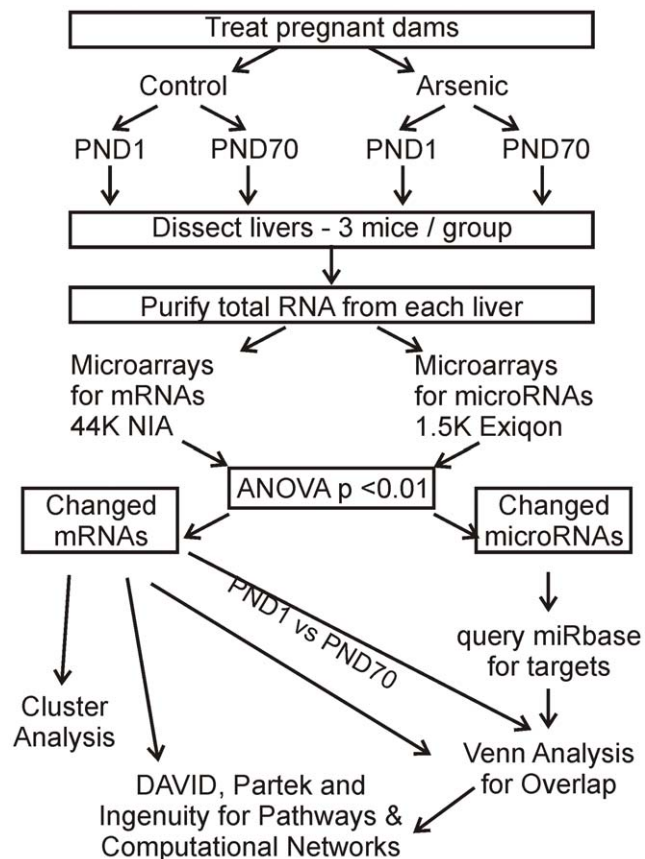 Treat pregnant dams
Control
Arsenic
PND1
PND70
PND1
PND70
Dissect livers - 3 mice / group
Purify total RNA from each liver
Microarrays
for mRNAs
44K NIA
Microarrays
for microRNAs
1.5K Exiqon
ANOVA p <0.01
Changed
mRNAs
Changed
microRNAs
PND1 vs PND70
query miRbase
for targets
Cluster
Analysis
Venn Analysis
for Overlap
DAVID, Partek and
Ingenuity for Pathways &
Computational Networks